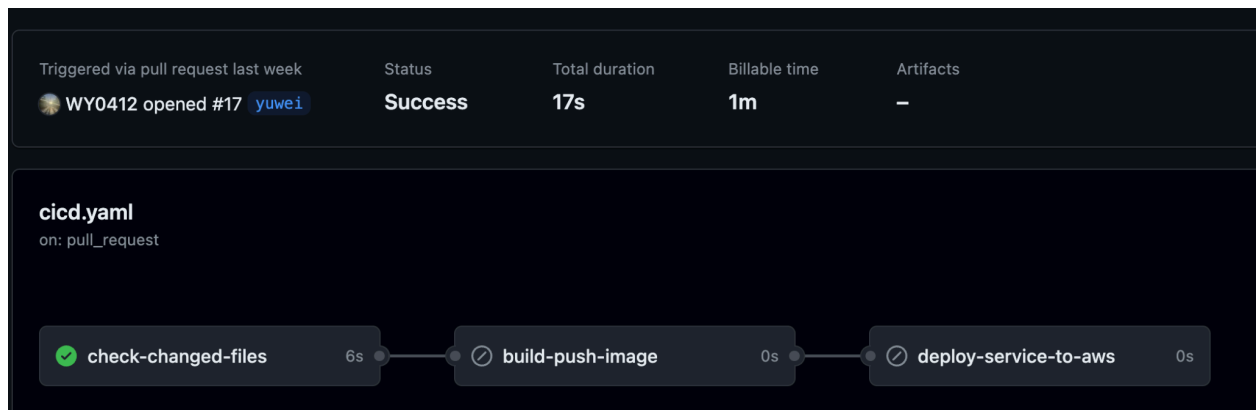 Triggered via pull request last week
WY0412 opened #17 yuwei
Status
Success
Total duration
17s
Billable time
1m
Artifacts
–
cicd.yaml
on: pull_request
check-changed-files 6s
build-push-image 0s
deploy-service-to-aws 0s